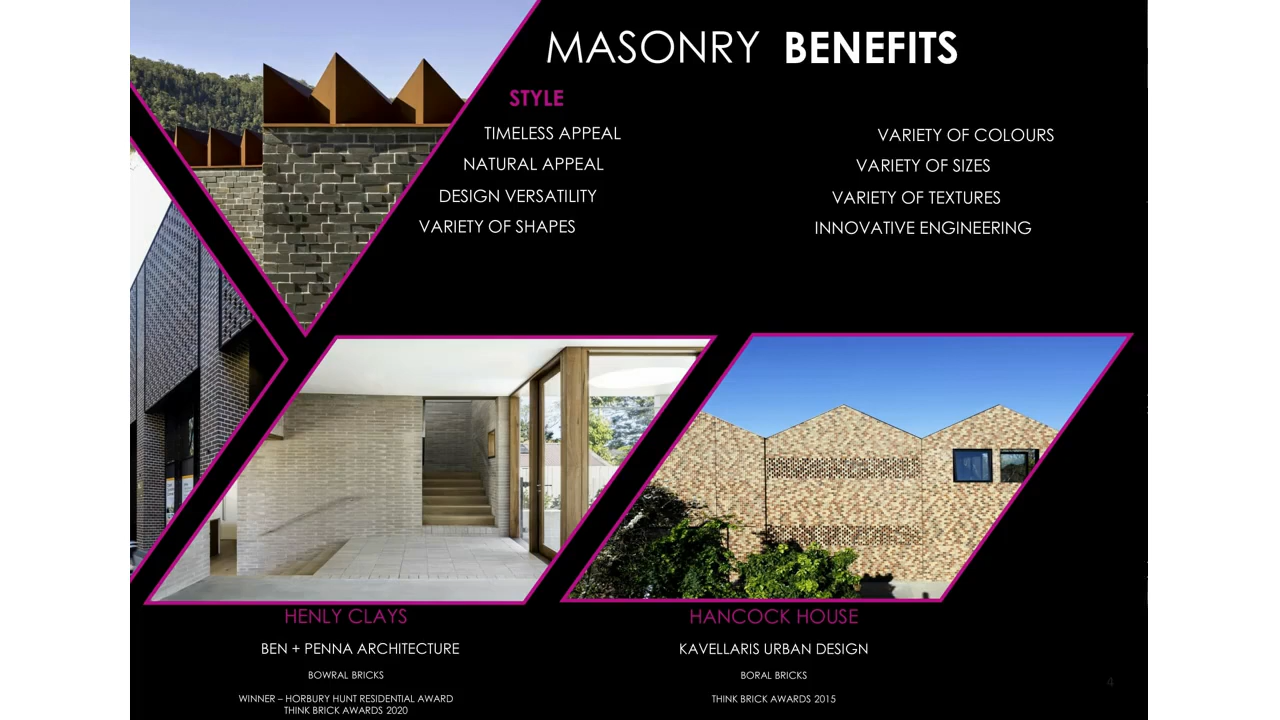 MASONRY BENEFITS
STYLE
TIMELESS APPEAL
NATURAL APPEAL
DESIGN VERSATILITY
VARIETY OF SHAPES
VARIETY OF COLOURS
VARIETY OF SIZES
VARIETY OF TEXTURES
INNOVATIVE ENGINEERING
HENLY CLAYS
BEN + PENNA ARCHITECTURE
BOWRAL BRICKS
WINNER – HORBURY HUNT RESIDENTIAL AWARD
THINK BRICK AWARDS 2020
HANCOCK HOUSE
KAVELLARIS URBAN DESIGN
BORAL BRICKS
THINK BRICK AWARDS 2015
4